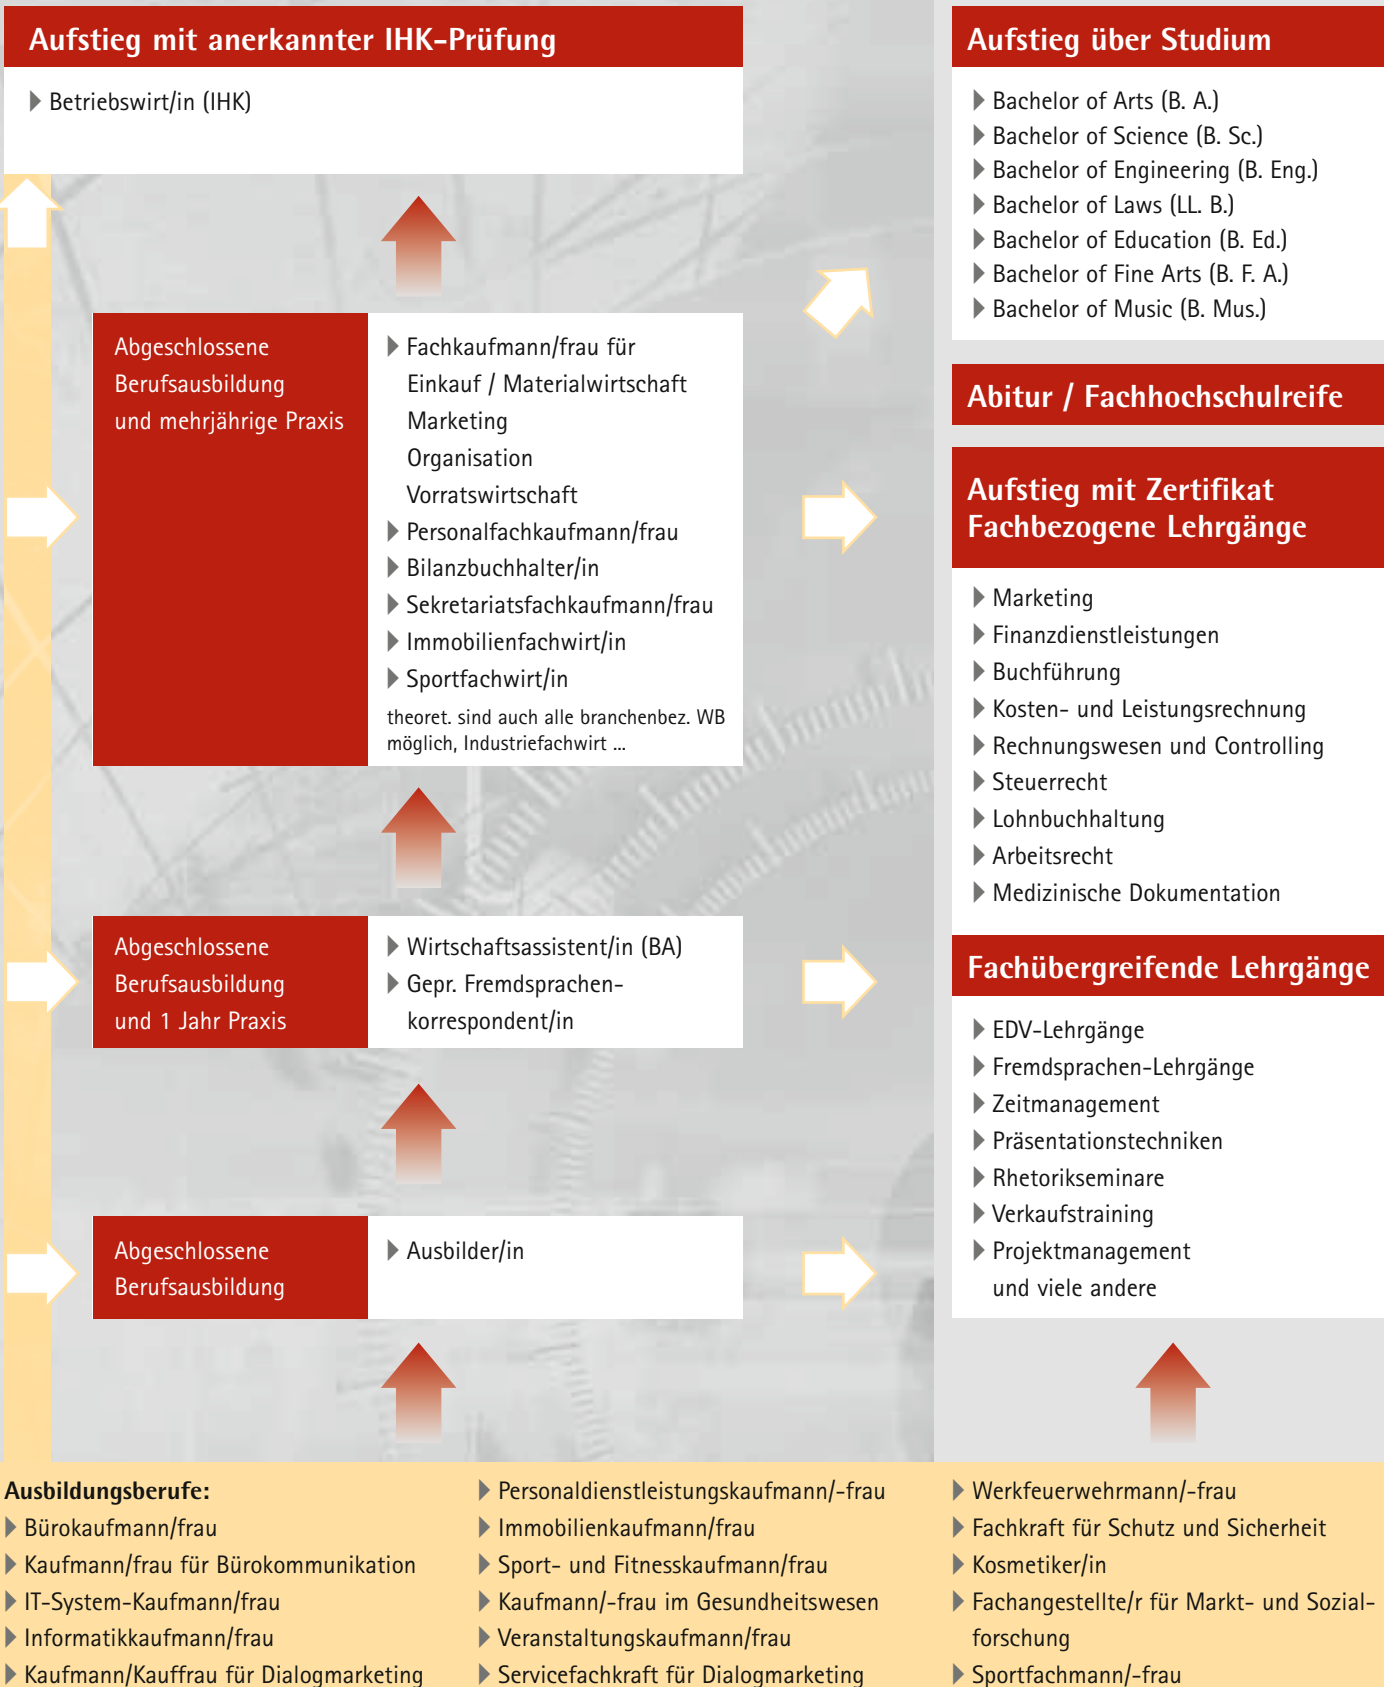 Aufstieg mit anerkannter IHK-Prüfung
Betriebswirt/in (IHK)
Abgeschlossene
Berufsausbildung
und mehrjährige Praxis
Fachkaufmann/frau für
Einkauf / Materialwirtschaft
Marketing
Organisation
Vorratswirtschaft
Personalfachkaufmann/frau
Bilanzbuchhalter/in
Sekretariatsfachkaufmann/frau
Immobilienfachwirt/in
Sportfachwirt/in
theoret. sind auch alle branchenbez. WB
möglich, Industriefachwirt ...
Abgeschlossene
Berufsausbildung
und 1 Jahr Praxis
Wirtschaftsassistent/in (BA)
Gepr. Fremdsprachen-
korrespondent/in
Abgeschlossene
Berufsausbildung
Ausbilder/in
Aufstieg über Studium
Bachelor of Arts (B. A.)
Bachelor of Science (B. Sc.)
Bachelor of Engineering (B. Eng.)
Bachelor of Laws (LL. B.)
Bachelor of Education (B. Ed.)
Bachelor of Fine Arts (B. F. A.)
Bachelor of Music (B. Mus.)
Abitur / Fachhochschulreife
Aufstieg mit Zertifikat
Fachbezogene Lehrgänge
Marketing
Finanzdienstleistungen
Buchführung
Kosten- und Leistungsrechnung
Rechnungswesen und Controlling
Steuerrecht
Lohnbuchhaltung
Arbeitsrecht
Medizinische Dokumentation
Fachübergreifende Lehrgänge
EDV-Lehrgänge
Fremdsprachen-Lehrgänge
Zeitmanagement
Präsentationstechniken
Rhetorikseminare
Verkaufstraining
Projektmanagement
und viele andere
Ausbildungsberufe:
Bürokaufmann/frau
Kaufmann/frau für Bürokommunikation
IT-System-Kaufmann/frau
Informatikkaufmann/frau
Kaufmann/Kauffrau für Dialogmarketing
Personaldienstleistungskaufmann/-frau
Immobilienkaufmann/frau
Sport- und Fitnesskaufmann/frau
Kaufmann/-frau im Gesundheitswesen
Veranstaltungskaufmann/frau
Servicefachkraft für Dialogmarketing
Werkfeuerwehrmann/-frau
Fachkraft für Schutz und Sicherheit
Kosmetiker/in
Fachangestellte/r für Markt- und Sozial-
forschung
Sportfachmann/-frau